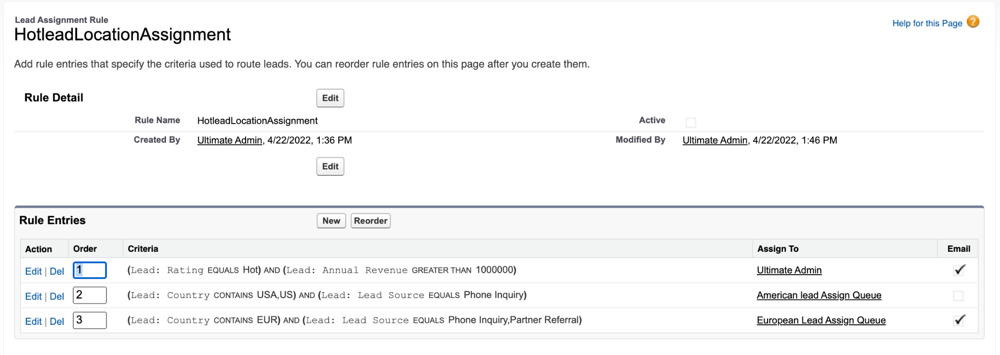 Lead Assignment Rule
HotleadLocationAssignment
Help for this Page ?
Add rule entries that specify the criteria used to route leads. You can reorder rule entries on this page after you create them.
Rule Detail Edit
Rule Name HotleadLocationAssignment Active
Created By Ultimate Admin, 4/22/2022, 1:36 PM Modified By Ultimate Admin, 4/22/2022, 1:46 PM
Edit
Rule Entries New Reorder
Action Order Criteria Assign To Email
Edit | Del 1 (Lead: Rating EQUALS Hot) AND (Lead: Annual Revenue GREATER THAN 1000000) Ultimate Admin
Edit | Del 2 (Lead: Country CONTAINS USA,US) AND (Lead: Lead Source EQUALS Phone Inquiry) American lead Assign Queue
Edit | Del 3 (Lead: Country CONTAINS EUR) AND (Lead: Lead Source EQUALS Phone Inquiry,Partner Referral) European Lead Assign Queue